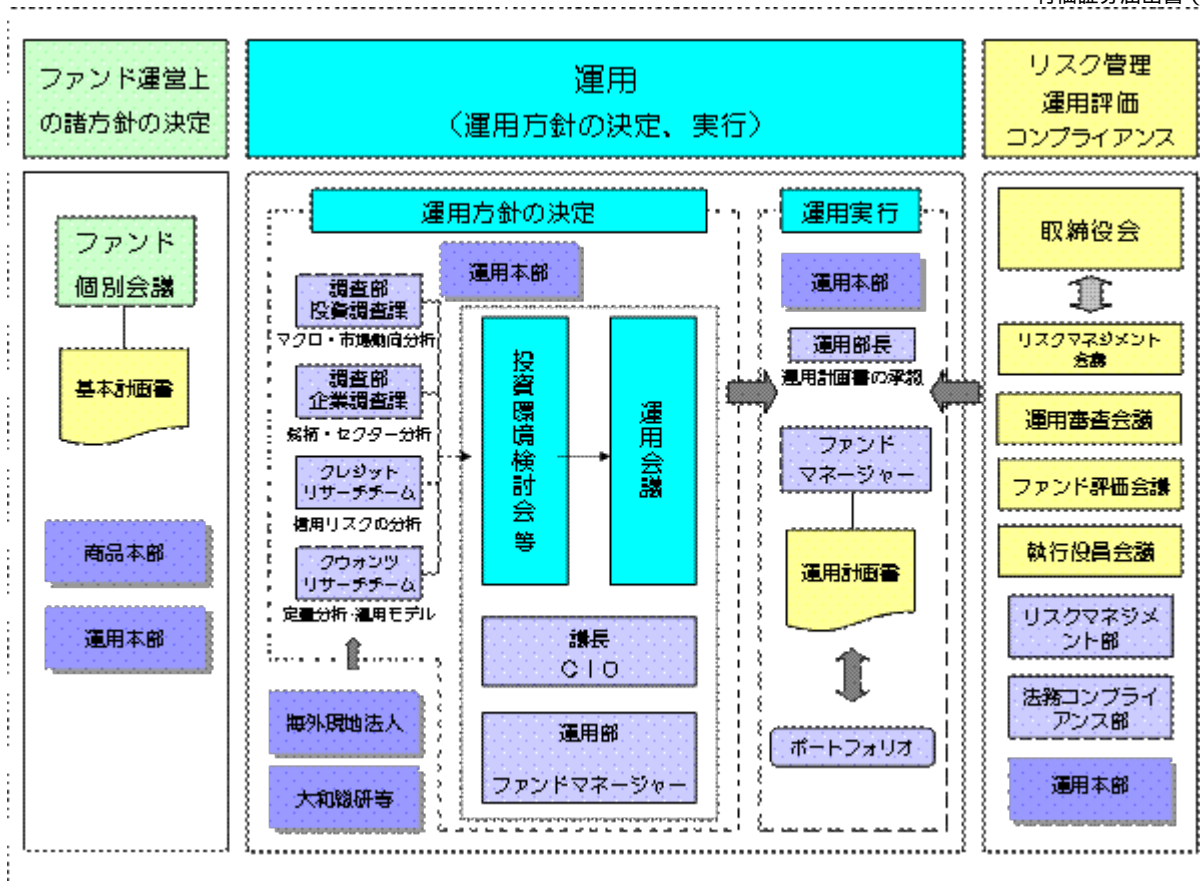 ファンド運営上
の諸方針の決定
運用
（運用方針の決定、実行）
リスク管理
運用評価
コンプライアンス
ファンド
個別会議
基本計画書
商品本部
運用本部
運用方針の決定
運用本部
調査部
投資調査課
マクロ・市場動向分析
調査部
企業調査課
銘柄・セクター分析
クレジット
リサーチチーム
信用リスクの分析
クウォンツ
リサーチチーム
定量分析・運用モデル
海外現地法人
大和総研等
投資環境検討会等
運用会議
議長
CIO
運用部
ファンドマネージャー
運用実行
運用本部
運用部長
運用計画書の承認
ファンド
マネージャー
運用計画書
ポートフォリオ
取締役会
リスクマネジメント
会議
運用審査会議
ファンド評価会議
執行役員会議
リスクマネジメ
ント部
法務コンプライ
アンス部
運用本部